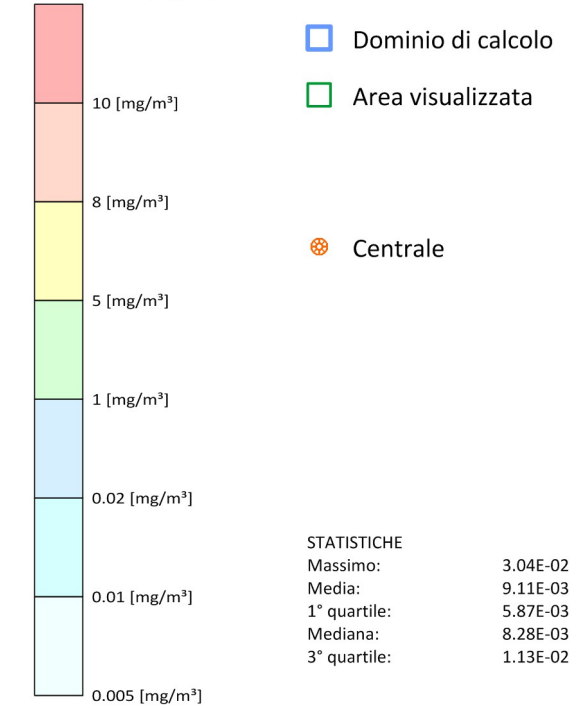 10 [mg/m³]
8 [mg/m³]
5 [mg/m³]
1 [mg/m³]
0.02 [mg/m³]
0.01 [mg/m³]
0.005 [mg/m³]
Dominio di calcolo
Area visualizzata
Centrale
STATISTICHE
Massimo: 3.04E-02
Media: 9.11E-03
1° quartile: 5.87E-03
Mediana: 8.28E-03
3° quartile: 1.13E-02